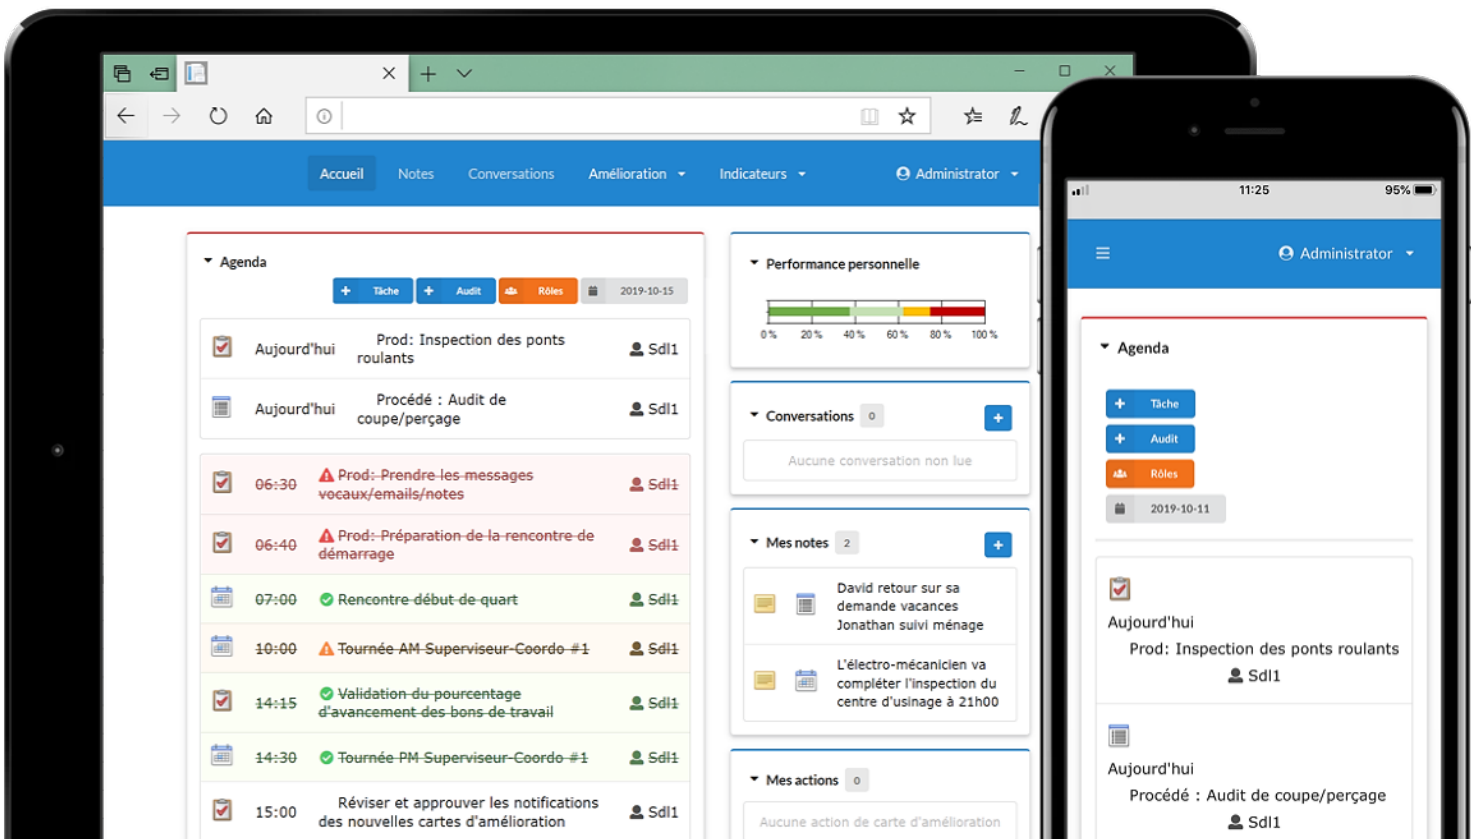 Accueil Notes Conversations Amélioration Indicateurs Administrator
Agenda
Tâche Audit Rôles 2019-10-15
Aujourd'hui Prod: Inspection des ponts
roulants Sdl1
Aujourd'hui Procédé : Audit de
coupe/perçage Sdl1
06:30 Prod: Prendre les messages
vocaux/emails/notes Sdl1
06:40 Prod: Préparation de la rencontre de
démarrage Sdl1
07:00 Rencontre début de quart Sdl1
10:00 Tournée AM Superviseur-Coordo #1 Sdl1
14:15 Validation du pourcentage
d'avancement des bons de travail Sdl1
14:30 Tournée PM Superviseur-Coordo #1 Sdl1
15:00 Réviser et approuver les notifications
des nouvelles cartes d'amélioration Sdl1
Performance personnelle
0% 20% 40% 60% 80% 100%
Conversations 0
Aucune conversation non lue
Mes notes 2
David retour sur sa
demande vacances
Jonathan suivi ménage
L'électro-mécanicien va
compléter l'inspection du
centre d'usinage à 21h00
Mes actions 0
Aucune action de carte d'amélioration
11:25 95%
Administrator
Agenda
Tâche
Audit
Rôles
2019-10-11
Aujourd'hui
Prod: Inspection des ponts roulants
Sdl1
Aujourd'hui
Procédé : Audit de coupe/perçage
Sdl1